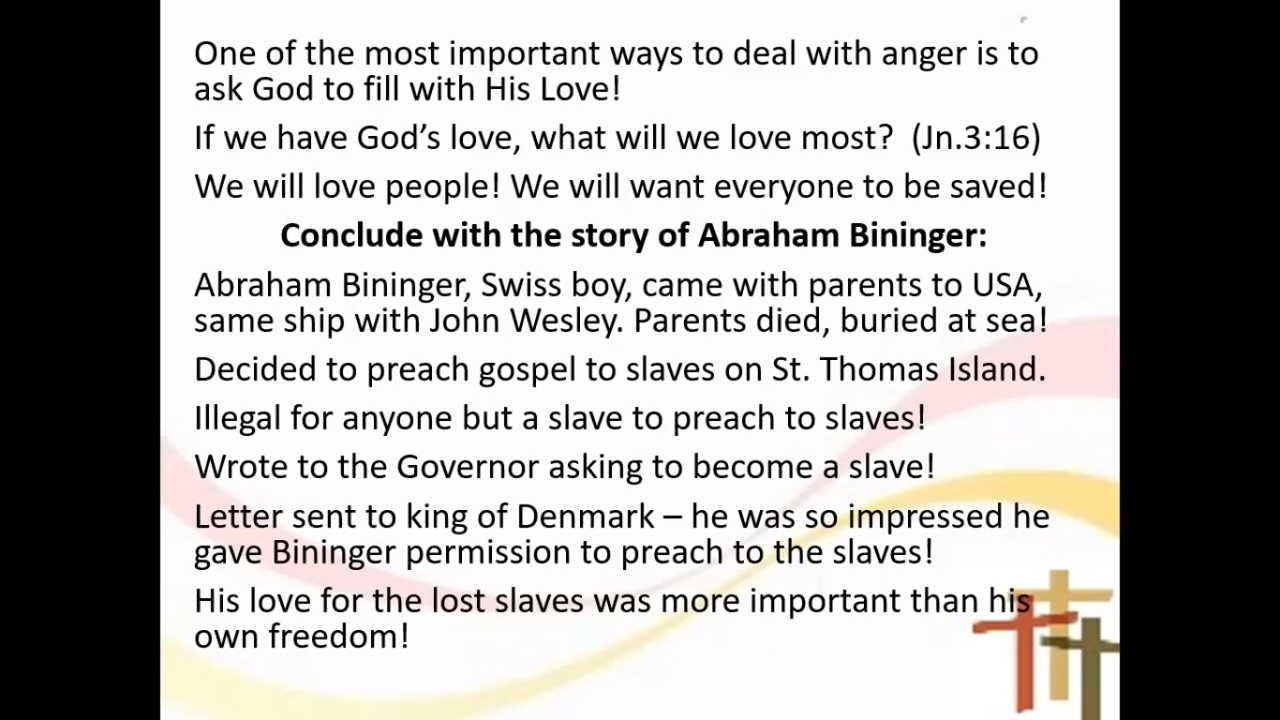 One of the most important ways to deal with anger is to
ask God to fill with His Love!
If we have God’s love, what will we love most?  (Jn.3:16)
We will love people! We will want everyone to be saved!
Conclude with the story of Abraham Bininger:
Abraham Bininger, Swiss boy, came with parents to USA,
same ship with John Wesley. Parents died, buried at sea!
Decided to preach gospel to slaves on St. Thomas Island.
Illegal for anyone but a slave to preach to slaves!
Wrote to the Governor asking to become a slave!
Letter sent to king of Denmark – he was so impressed he
gave Bininger permission to preach to the slaves!
His love for the lost slaves was more important than his
own freedom!